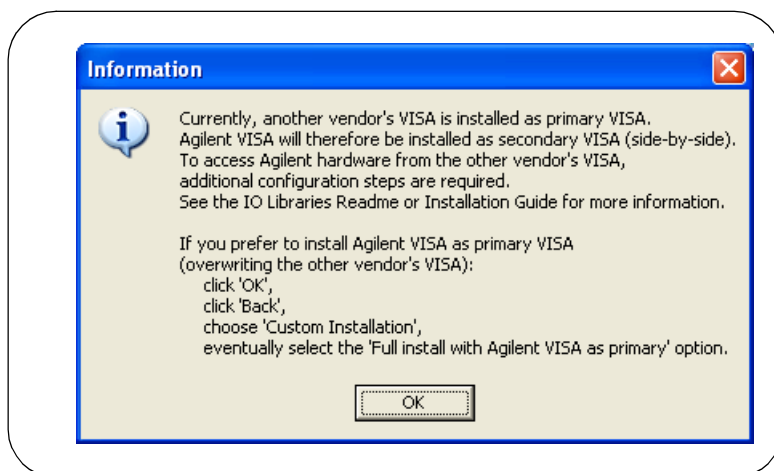 Information
Currently, another vendor's VISA is installed as primary VISA.
Agilent VISA will therefore be installed as secondary VISA (side-by-side).
To access Agilent hardware from the other vendor's VISA,
additional configuration steps are required.
See the IO Libraries Readme or Installation Guide for more information.
If you prefer to install Agilent VISA as primary VISA
(overwriting the other vendor's VISA):
click 'OK',
click 'Back',
choose 'Custom Installation',
eventually select the 'Full install with Agilent VISA as primary' option.
OK